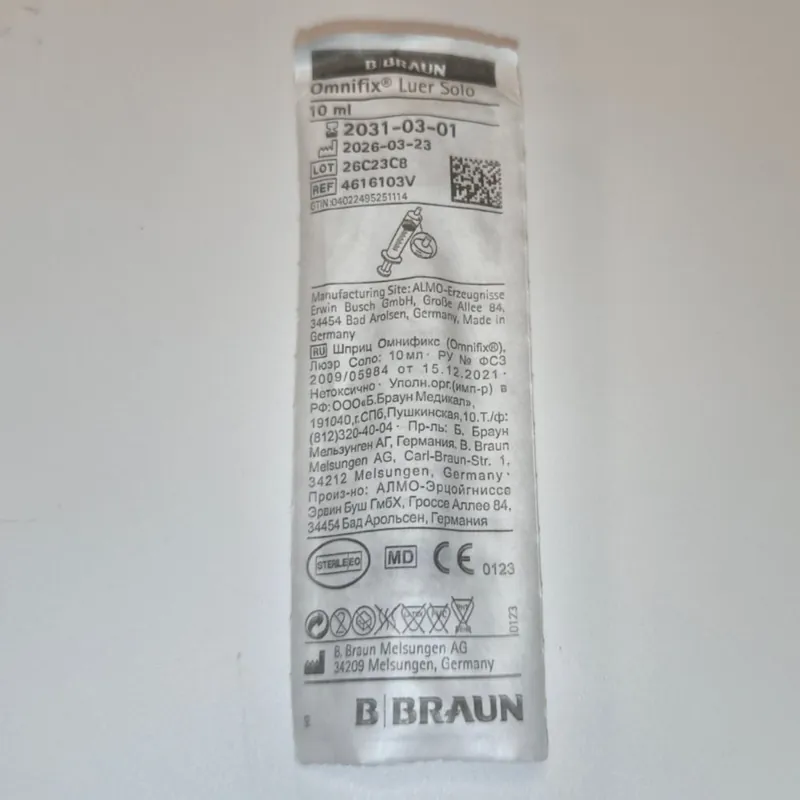 B|BRAUN
Omnifix® Luer Solo
10 ml
2031-03-01
2026-03-23
LOT 26C23C8
REF 4616103V
GTIN:04022495251114
Manufacturing Site: ALMO-Erzeugnisse
Erwin Busch GmbH, Große Allee 84,
34454 Bad Arolsen, Germany, Made in
Germany
RU Шприц Омнификс (Omnifix®),
Люэр Соло: 10мл · РУ № ФСЗ
2009/05984 от 15.12.2021 ·
Нетоксично · Уполн.орг.(имп-р) в
РФ: ООО«Б.Браун Медикал»,
191040,г.СПб,Пушкинская,10.Т./ф:
(812)320-40-04 · Пр-ль: Б. Браун
Мельзунген АГ, Германия, B. Braun
Melsungen AG, Carl-Braun-Str. 1,
34212 Melsungen, Germany ·
Произ-но: АЛМО-Эрцойгниссе
Эрвин Буш ГмбХ, Гроссе Аллее 84,
34454 Бад Арользен, Германия
STERILE EO MD CE 0123
2
0123
B. Braun Melsungen AG
34209 Melsungen, Germany
B|BRAUN